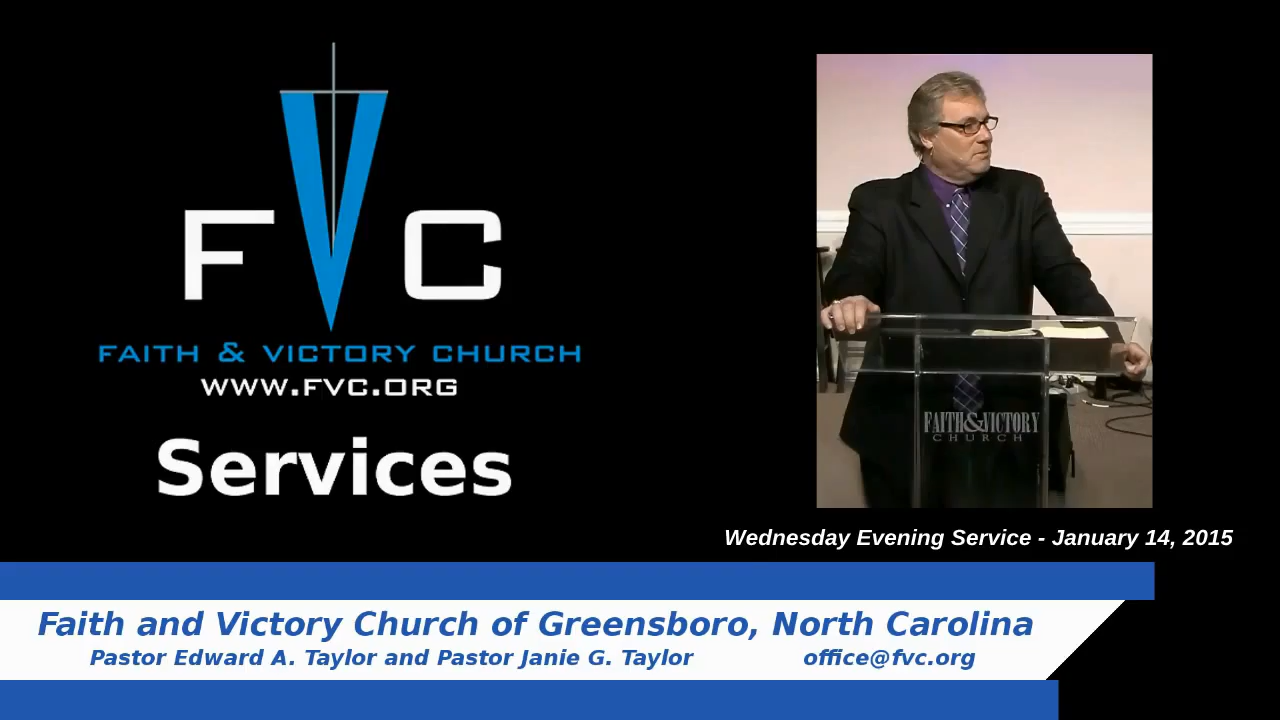 FVC
FAITH & VICTORY CHURCH
WWW.FVC.ORG
Services
FAITH&VICTORY
CHURCH
Wednesday Evening Service - January 14, 2015
Faith and Victory Church of Greensboro, North Carolina
Pastor Edward A. Taylor and Pastor Janie G. Taylor office@fvc.org